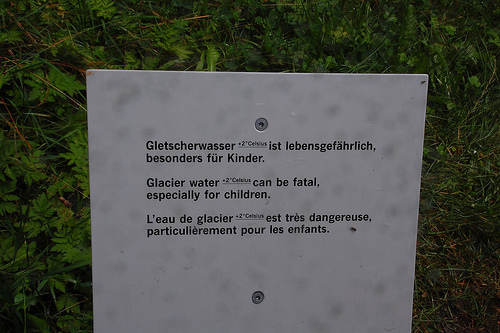 Gletscherwasser +2°Celsius ist lebensgefährlich,
besonders für Kinder.
Glacier water +2°Celsius can be fatal,
especially for children.
L'eau de glacier +2°Celsius est très dangereuse,
particulièrement pour les enfants.